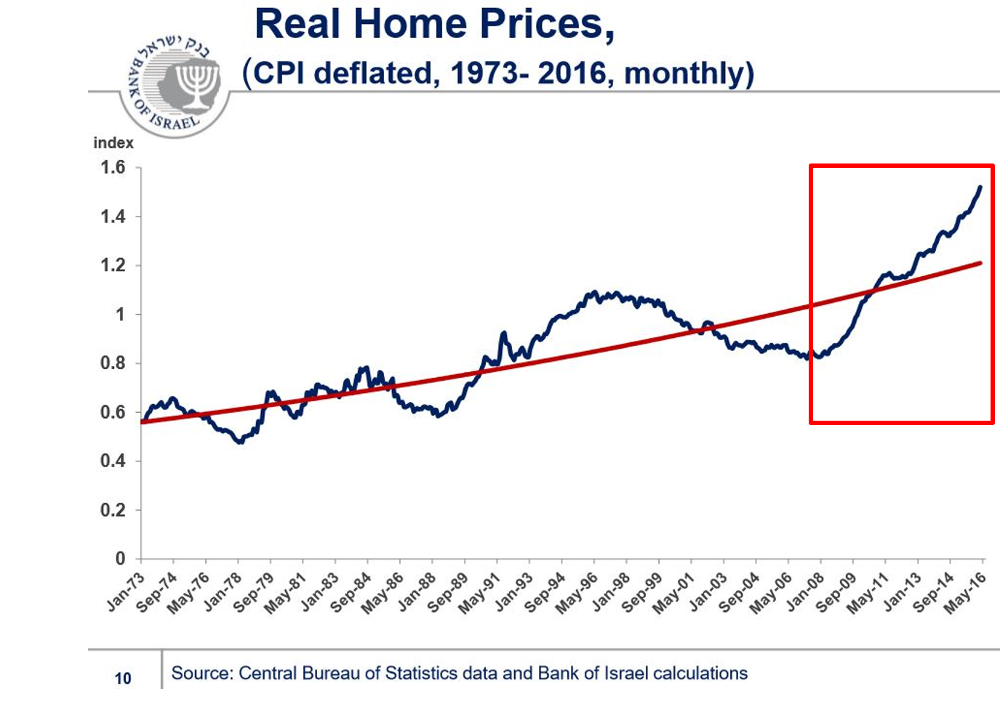 Real Home Prices,
(CPI deflated, 1973- 2016, monthly)
בנק ישראל
BANK OF ISRAEL
index
1.6
1.4
1.2
1
0.8
0.6
0.4
0.2
0
Jan-73
Sep-74
May-76
Jan-78
Sep-79
May-81
Jan-83
Sep-84
May-86
Jan-88
Sep-89
May-91
Jan-93
Sep-94
May-96
Jan-98
Sep-99
May-01
Jan-03
Sep-04
May-06
Jan-08
Sep-09
May-11
Jan-13
Sep-14
May-16
10
Source: Central Bureau of Statistics data and Bank of Israel calculations